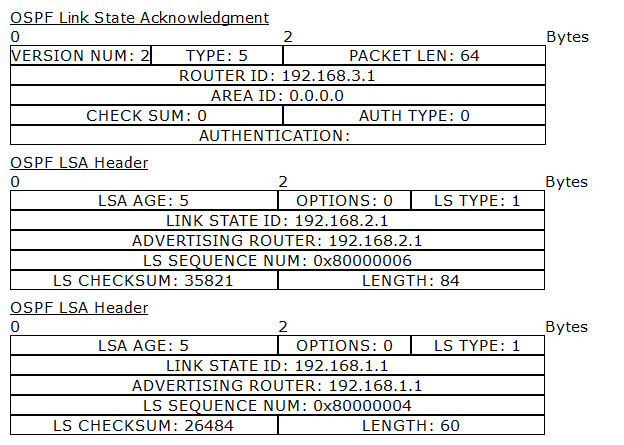 OSPF Link State Acknowledgment
0 2 Bytes
VERSION NUM: 2 TYPE: 5 PACKET LEN: 64
ROUTER ID: 192.168.3.1
AREA ID: 0.0.0.0
CHECK SUM: 0 AUTH TYPE: 0
AUTHENTICATION:
OSPF LSA Header
0 2 Bytes
LSA AGE: 5 OPTIONS: 0 LS TYPE: 1
LINK STATE ID: 192.168.2.1
ADVERTISING ROUTER: 192.168.2.1
LS SEQUENCE NUM: 0x80000006
LS CHECKSUM: 35821 LENGTH: 84
OSPF LSA Header
0 2 Bytes
LSA AGE: 5 OPTIONS: 0 LS TYPE: 1
LINK STATE ID: 192.168.1.1
ADVERTISING ROUTER: 192.168.1.1
LS SEQUENCE NUM: 0x80000004
LS CHECKSUM: 26484 LENGTH: 60